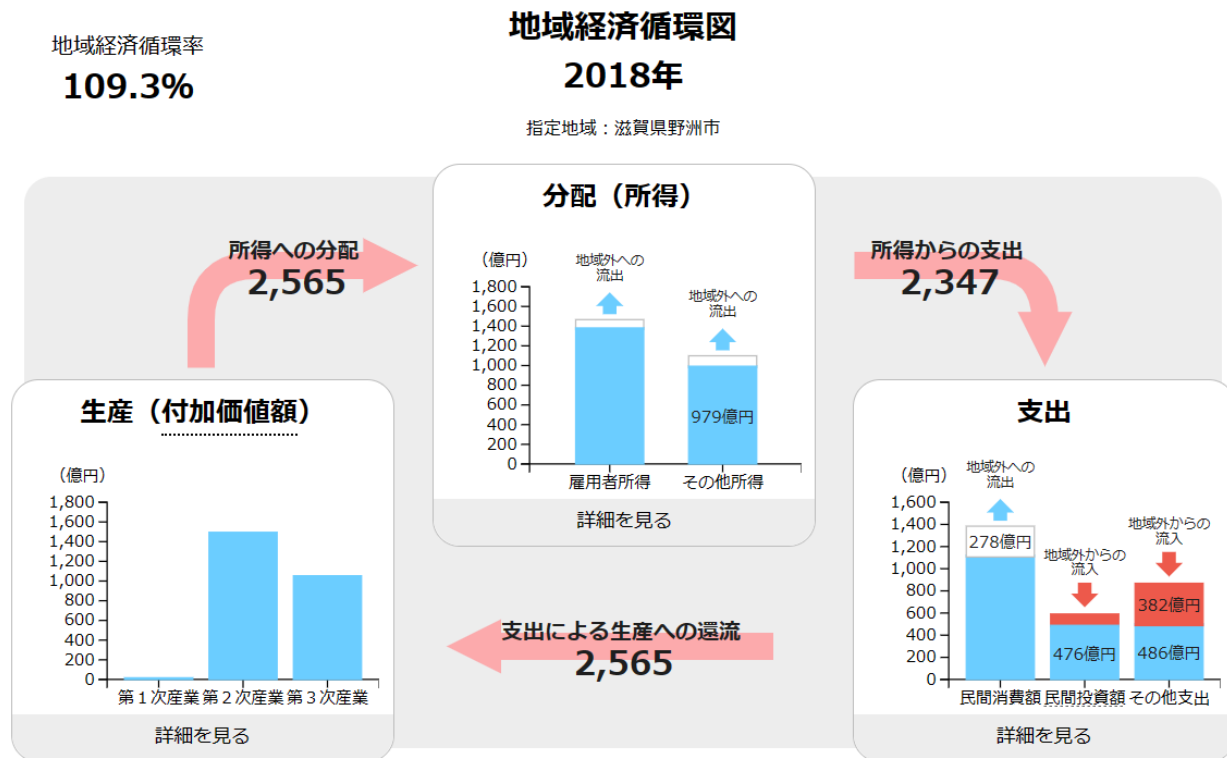 地域経済循環率
109.3%
地域経済循環図
2018年
指定地域：滋賀県野洲市
分配（所得）
所得への分配
2,565
（億円）
1,800
1,600
1,400
1,200
1,000
800
600
400
200
0
地域外への
流出
地域外への
流出
979億円
雇用者所得
その他所得
詳細を見る
所得からの支出
2,347
生産（付加価値額）
（億円）
1,800
1,600
1,400
1,200
1,000
800
600
400
200
0
第１次産業
第２次産業
第３次産業
詳細を見る
支出による生産への還流
2,565
支出
（億円）
1,600
1,400
1,200
1,000
800
600
400
200
0
地域外への
流出
278億円
地域外からの
流入
476億円
地域外からの
流入
382億円
486億円
民間消費額
民間投資額
その他支出
詳細を見る